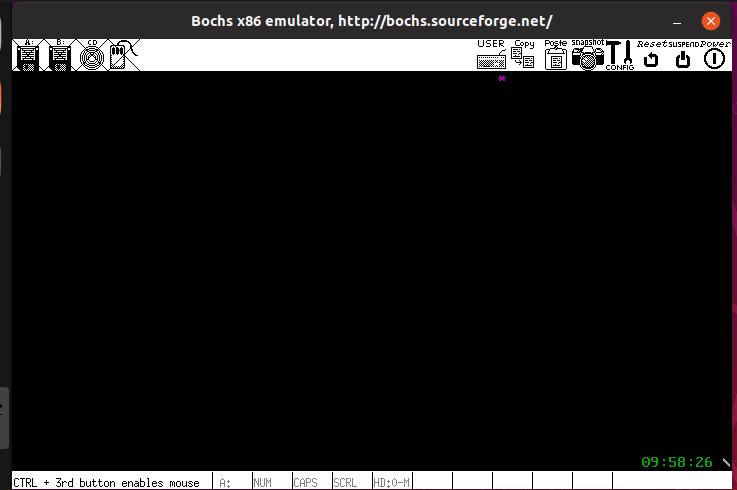 Bochs x86 emulator, http://bochs.sourceforge.net/
A: B: CD USER Copy Paste snapshot CONFIG Reset SUSPEND Power
*
09:58:26 \
CTRL + 3rd button enables mouse A: NUM CAPS SCRL HD:0-M